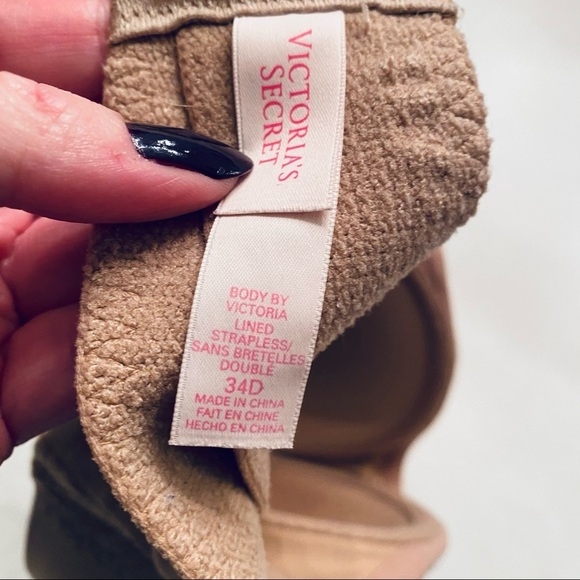 VICTORIA'S
SECRET
BODY BY
VICTORIA
LINED
STRAPLESS/
SANS BRETELLES
DOUBLÉ
34D
MADE IN CHINA
FAIT EN CHINE
HECHO EN CHINA